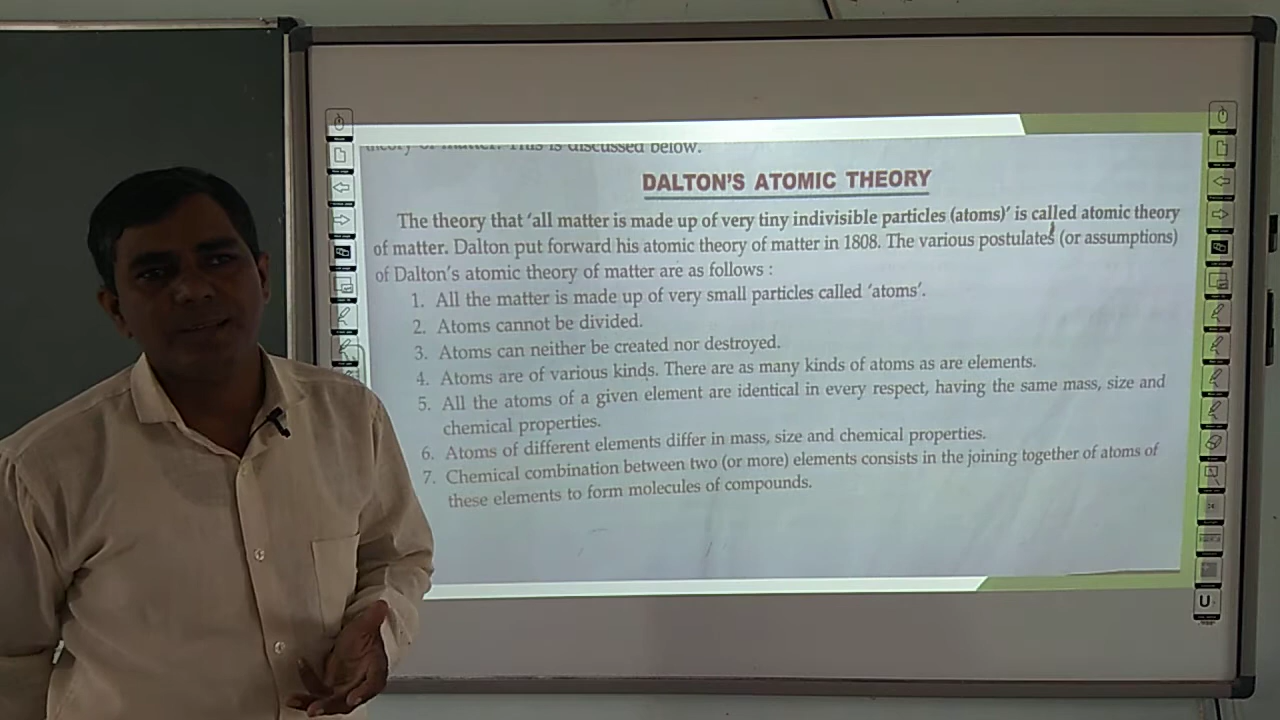 theory of matter. This is discussed below.
DALTON'S ATOMIC THEORY
The theory that 'all matter is made up of very tiny indivisible particles (atoms)' is called atomic theory
of matter. Dalton put forward his atomic theory of matter in 1808. The various postulates (or assumptions)
of Dalton's atomic theory of matter are as follows :
1. All the matter is made up of very small particles called 'atoms'.
2. Atoms cannot be divided.
3. Atoms can neither be created nor destroyed.
4. Atoms are of various kinds. There are as many kinds of atoms as are elements.
5. All the atoms of a given element are identical in every respect, having the same mass, size and
chemical properties.
6. Atoms of different elements differ in mass, size and chemical properties.
7. Chemical combination between two (or more) elements consists in the joining together of atoms of
these elements to form molecules of compounds.
U